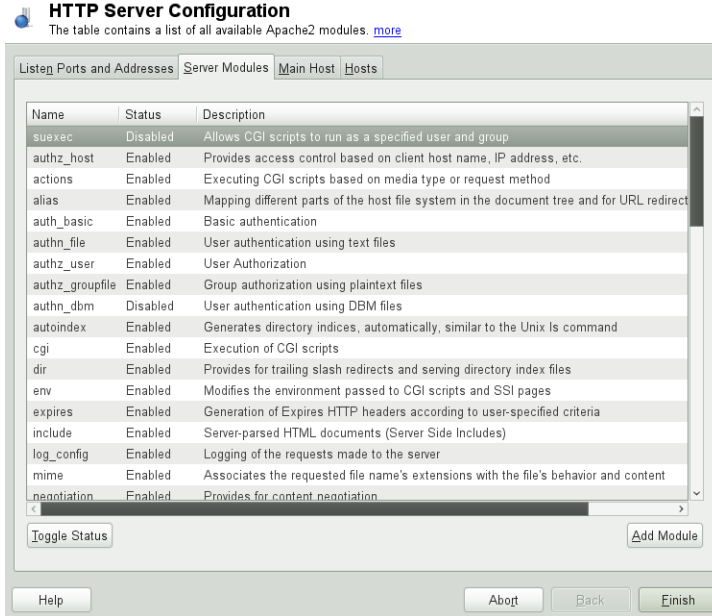 HTTP Server Configuration
The table contains a list of all available Apache2 modules. more
Listen Ports and Addresses Server Modules Main Host Hosts
Name Status Description
suexec Disabled Allows CGI scripts to run as a specified user and group
authz_host Enabled Provides access control based on client host name, IP address, etc.
actions Enabled Executing CGI scripts based on media type or request method
alias Enabled Mapping different parts of the host file system in the document tree and for URL redirect
auth_basic Enabled Basic authentication
authn_file Enabled User authentication using text files
authz_user Enabled User Authorization
authz_groupfile Enabled Group authorization using plaintext files
authn_dbm Disabled User authentication using DBM files
autoindex Enabled Generates directory indices, automatically, similar to the Unix ls command
cgi Enabled Execution of CGI scripts
dir Enabled Provides for trailing slash redirects and serving directory index files
env Enabled Modifies the environment passed to CGI scripts and SSI pages
expires Enabled Generation of Expires HTTP headers according to user-specified criteria
include Enabled Server-parsed HTML documents (Server Side Includes)
log_config Enabled Logging of the requests made to the server
mime Enabled Associates the requested file name's extensions with the file's behavior and content
negotiation Enabled Provides for content negotiation
Toggle Status Add Module
Help Abort Back Finish